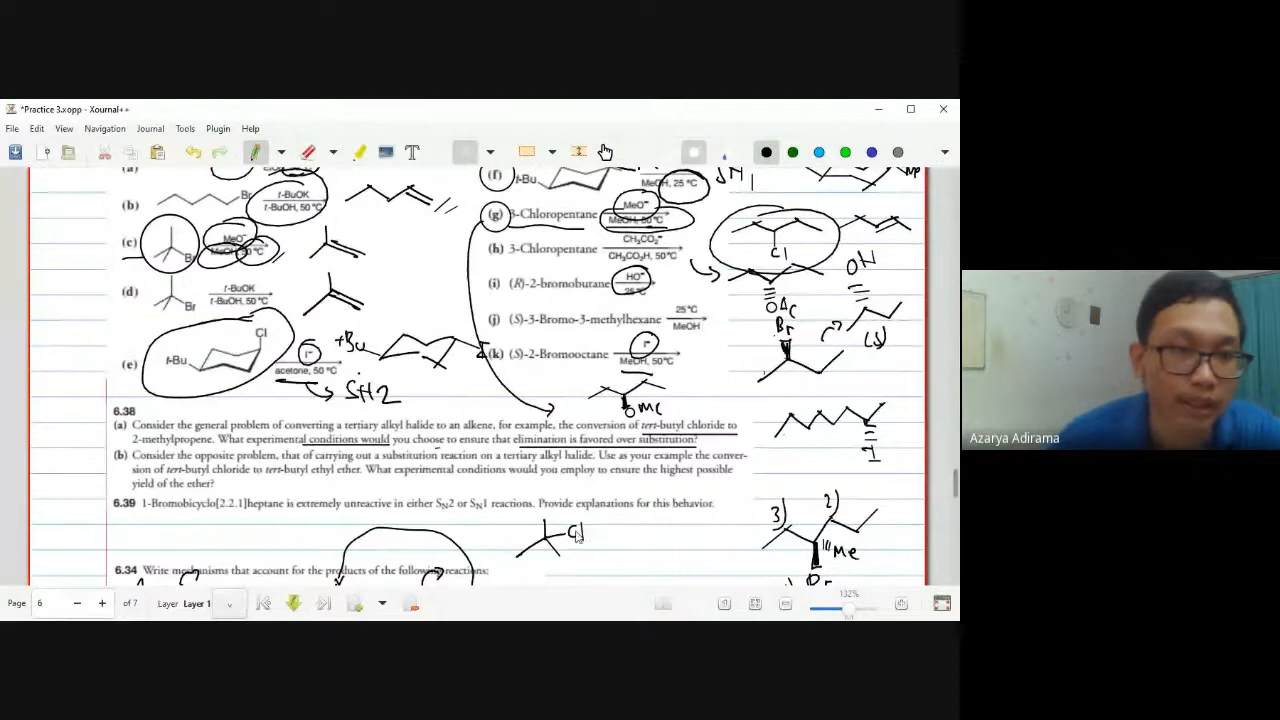 *Practice 3.xopp - Xournal++
File Edit View Navigation Journal Tools Plugin Help
(a)
(b) Br t-BuOK
t-BuOH, 50 °C
(c) Br MeO⁻
MeOH, 50 °C
(d) Br t-BuOK
t-BuOH, 50 °C
(e) t-Bu Cl I⁻
acetone, 50 °C
+Bu I
SN2
(f) t-Bu
MeOH, 25 °C
SN1
(g) 3-Chloropentane MeO⁻
MeOH, 50 °C
Cl
(h) 3-Chloropentane CH₃CO₂⁻
CH₃CO₂H, 50 °C
OAc
(i) (R)-2-bromobutane HO⁻
25 °C
Br
OH
(S)
(j) (S)-3-Bromo-3-methylhexane 25 °C
MeOH
(k) (S)-2-Bromooctane I⁻
MeOH, 50 °C
OMe
I
6.38
(a) Consider the general problem of converting a tertiary alkyl halide to an alkene, for example, the conversion of tert-butyl chloride to
2-methylpropene. What experimental conditions would you choose to ensure that elimination is favored over substitution?
(b) Consider the opposite problem, that of carrying out a substitution reaction on a tertiary alkyl halide. Use as your example the conver-
sion of tert-butyl chloride to tert-butyl ethyl ether. What experimental conditions would you employ to ensure the highest possible
yield of the ether?
6.39 1-Bromobicyclo[2.2.1]heptane is extremely unreactive in either SN2 or SN1 reactions. Provide explanations for this behavior.
Cl
3) 2)
Me
Br
6.34 Write mechanisms that account for the products of the following reactions:
Page 6 of 7 Layer Layer 1 132%
Azarya Adirama